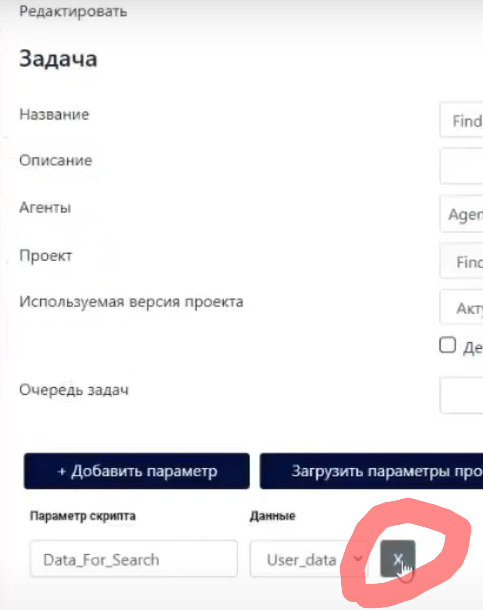 Редактировать
Задача
Название
Find
Описание
Агенты
Agen
Проект
Find
Используемая версия проекта
Акту
Де
Очередь задач
+ Добавить параметр
Загрузить параметры про
Параметр скрипта
Данные
Data_For_Search
User_data
X